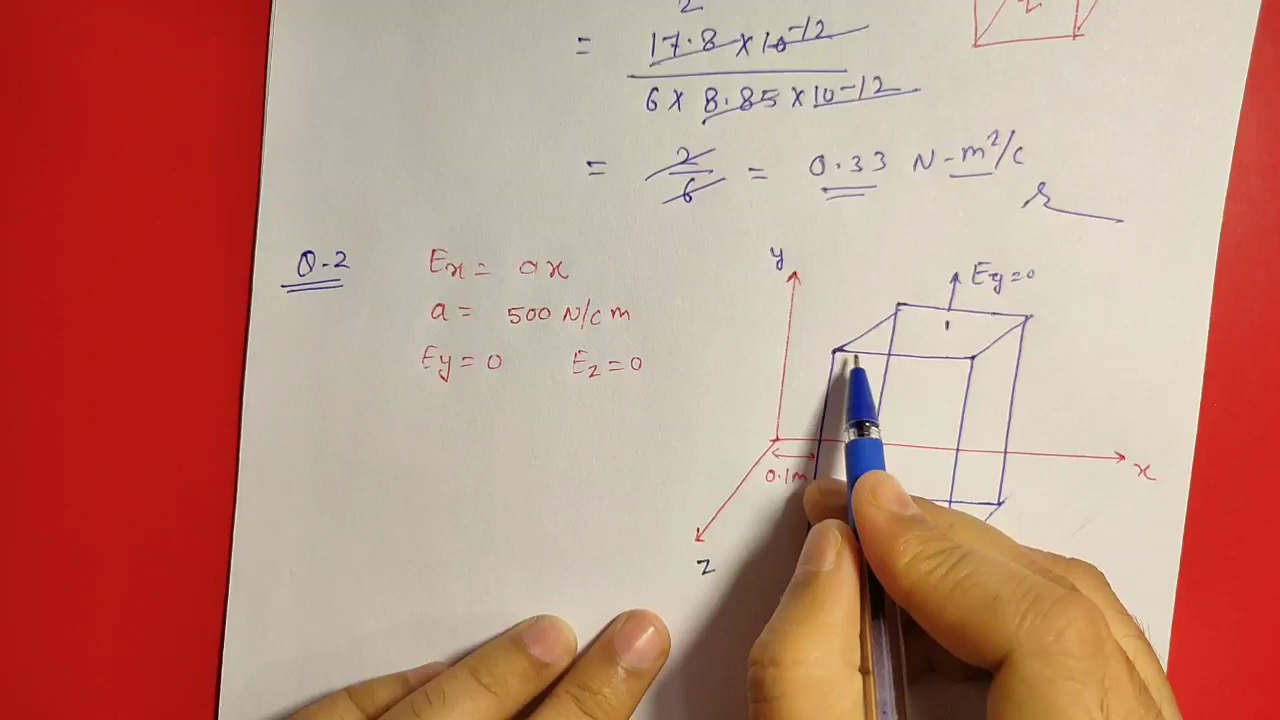 2
= 17.8 x 10-12
6 x 8.85 x 10-12
= 2/6 = 0.33 N-m²/c
Q-2
Ex = ax
a = 500 N/cm
Ey = 0 Ez = 0
y
Ey=0
0.1m
x
z